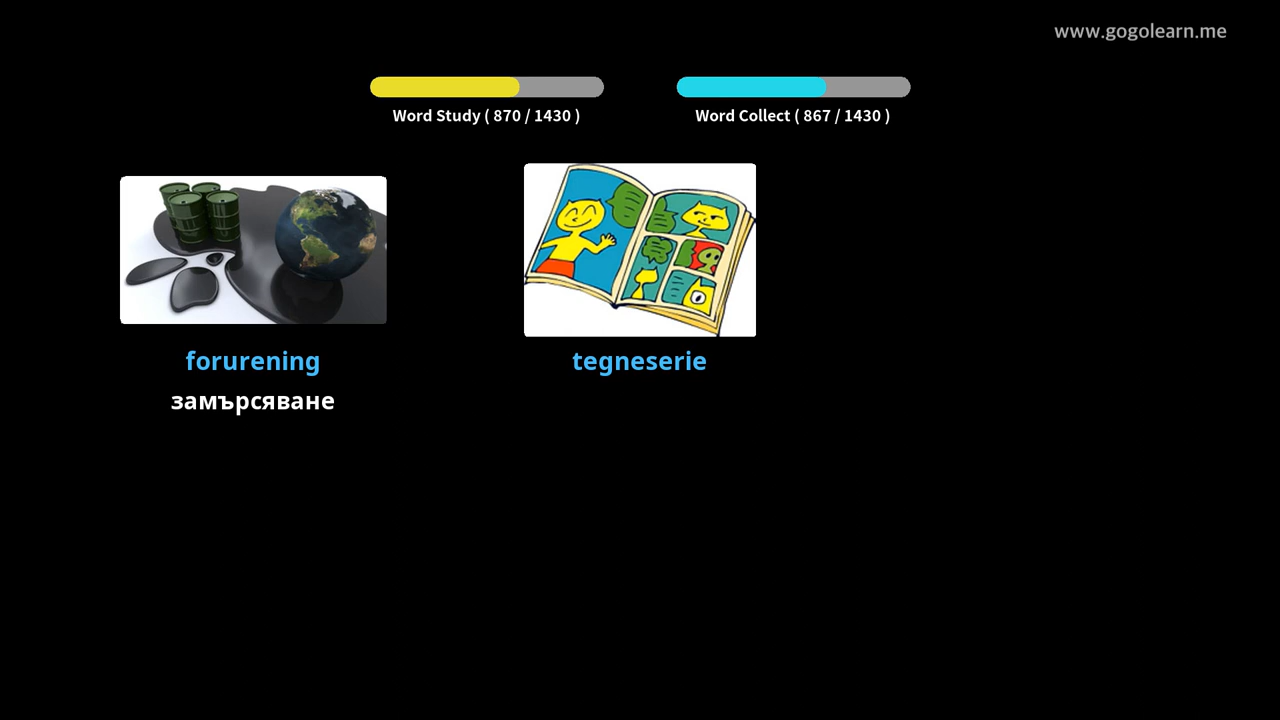 www.gogolearn.me
Word Study ( 870 / 1430 )
Word Collect ( 867 / 1430 )
forurening
tegneserie
замърсяване